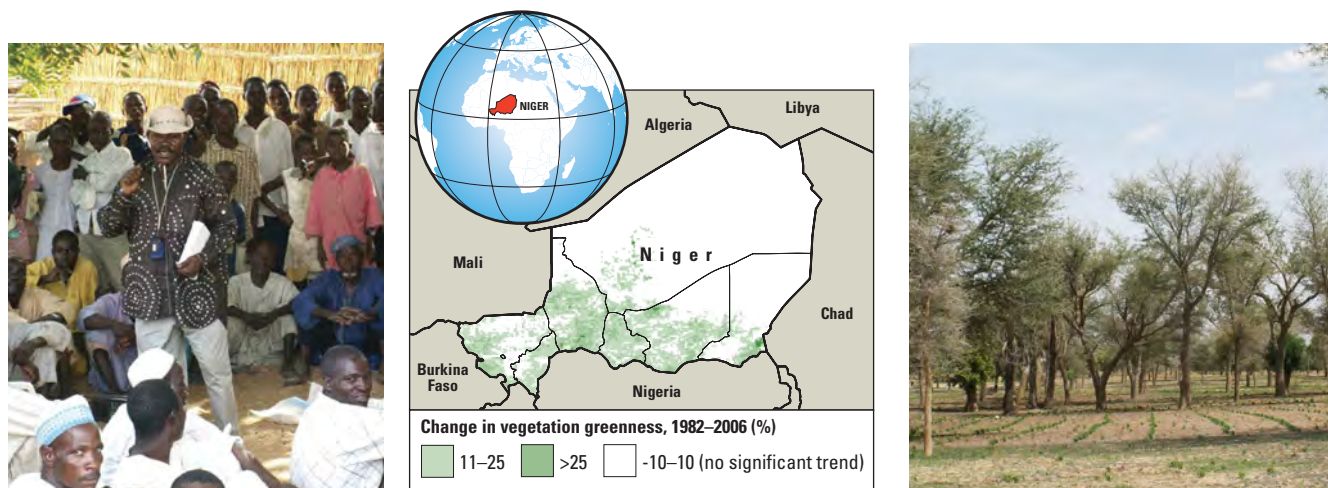 NIGER
Algeria
Libya
Mali
Niger
Chad
Burkina
Faso
Nigeria
Change in vegetation greenness, 1982–2006 (%)
11–25
>25
-10–10 (no significant trend)